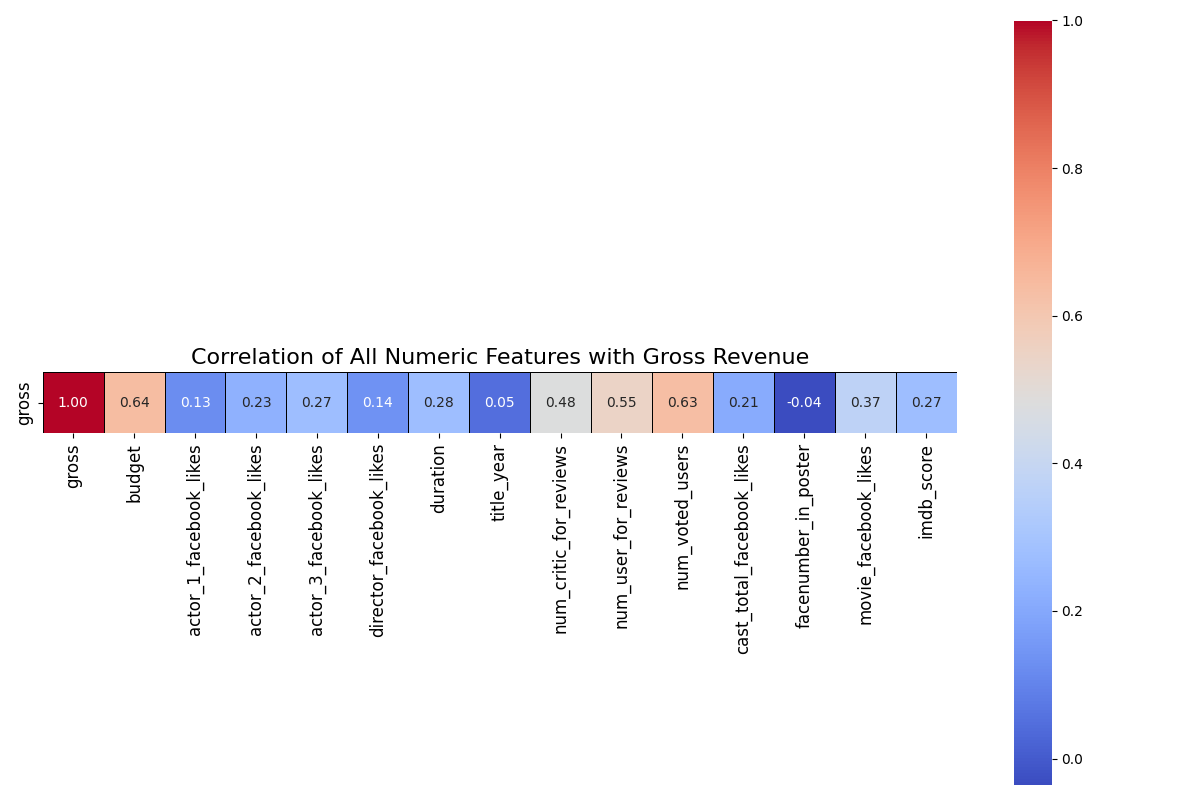 Correlation of All Numeric Features with Gross Revenue
gross
1.00 0.64 0.13 0.23 0.27 0.14 0.28 0.05 0.48 0.55 0.63 0.21 -0.04 0.37 0.27
gross
budget
actor_1_facebook_likes
actor_2_facebook_likes
actor_3_facebook_likes
director_facebook_likes
duration
title_year
num_critic_for_reviews
num_user_for_reviews
num_voted_users
cast_total_facebook_likes
facenumber_in_poster
movie_facebook_likes
imdb_score
1.0
0.8
0.6
0.4
0.2
0.0